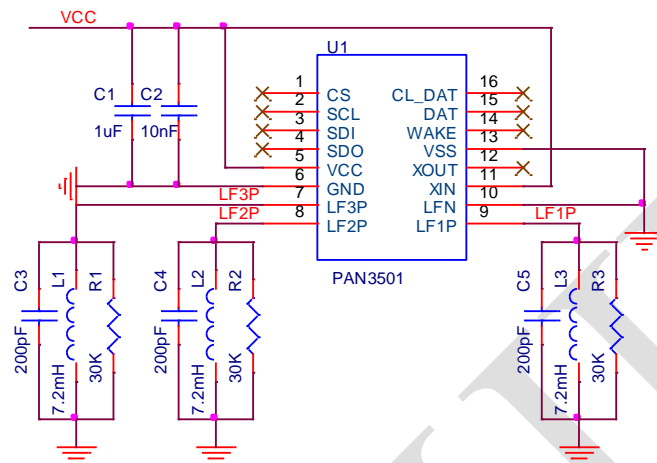 VCC
U1
1 CS CL_DAT 16
2 SCL DAT 15
3 SDI WAKE 14
4 SDO VSS 13
5 VCC XOUT 12
6 GND XIN 11
LF3P 7 LF3P LFN 10
LF2P 8 LF2P LF1P 9 LF1P
C1 C2
1uF 10nF
PAN3501
C3 L1 R1
200pF 7.2mH 30K
C4 L2 R2
200pF 7.2mH 30K
C5 L3 R3
200pF 7.2mH 30K